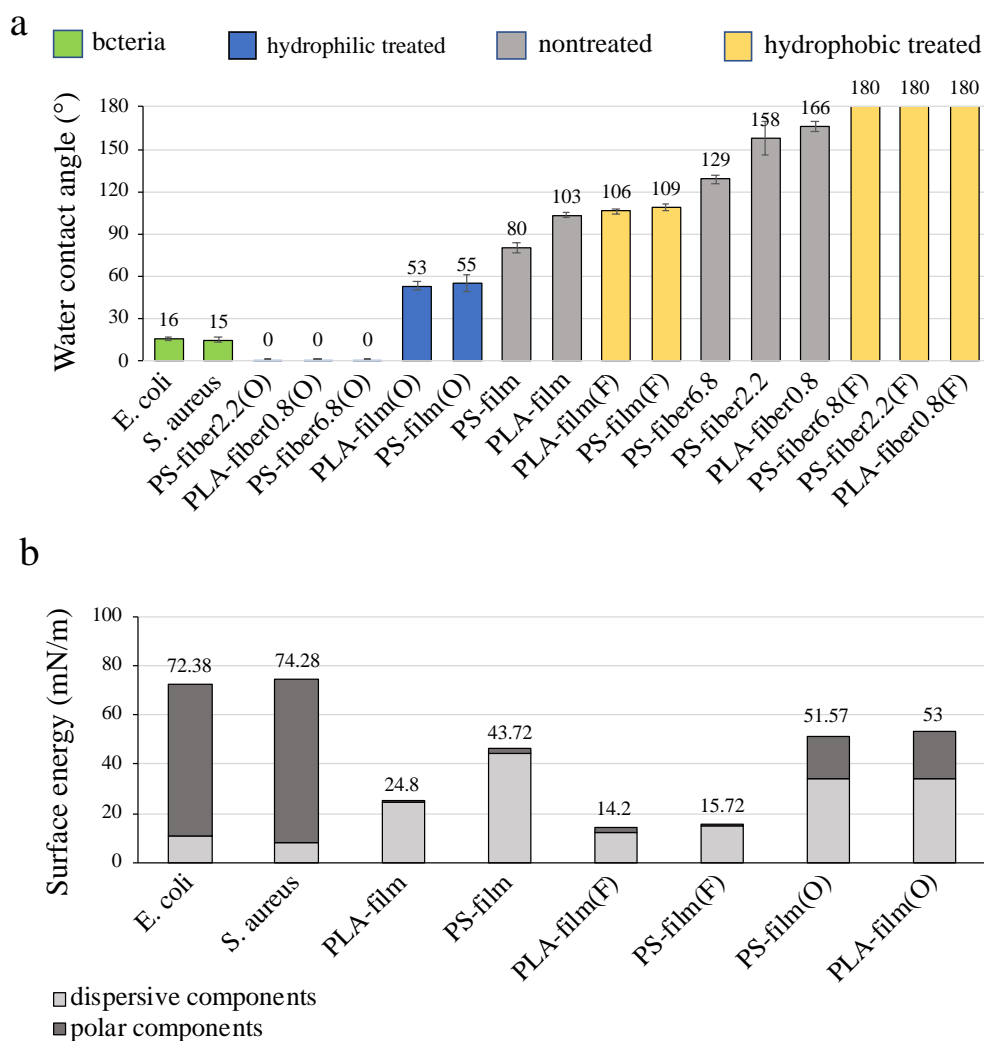 a
bcteria hydrophilic treated nontreated hydrophobic treated
Water contact angle (°)
180
150
120
90
60
30
0
16 15 0 0 0 53 55 80 103 106 109 129 158 166 180 180 180
E. coli
S. aureus
PS-fiber2.2(O)
PLA-fiber0.8(O)
PS-fiber6.8(O)
PLA-film(O)
PS-film(O)
PS-film
PLA-film
PLA-film(F)
PS-film(F)
PS-fiber6.8
PS-fiber2.2
PLA-fiber0.8
PS-fiber6.8(F)
PS-fiber2.2(F)
PLA-fiber0.8(F)
b
Surface energy (mN/m)
100
80
60
40
20
0
72.38 74.28 24.8 43.72 14.2 15.72 51.57 53
E. coli
S. aureus
PLA-film
PS-film
PLA-film(F)
PS-film(F)
PS-film(O)
PLA-film(O)
dispersive components
polar components